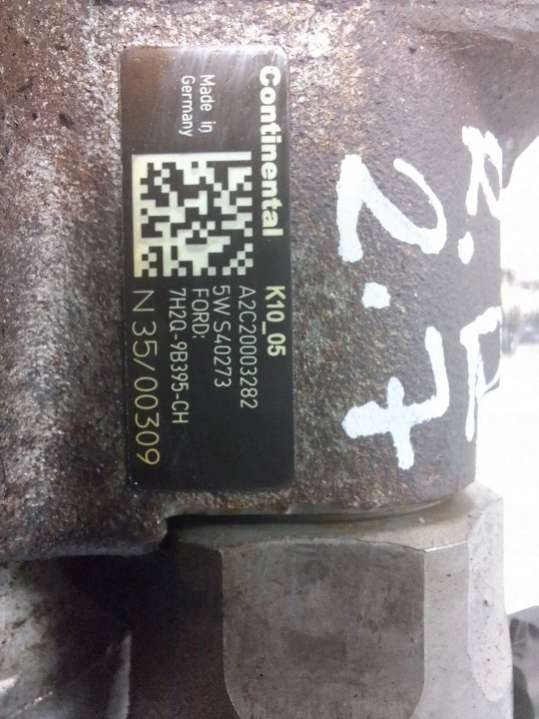 Continental
Made in
Germany
K10_05
A2C20003282
5WS40273
FORD:
7H2Q-9B395-CH
N 35/00309
2.7